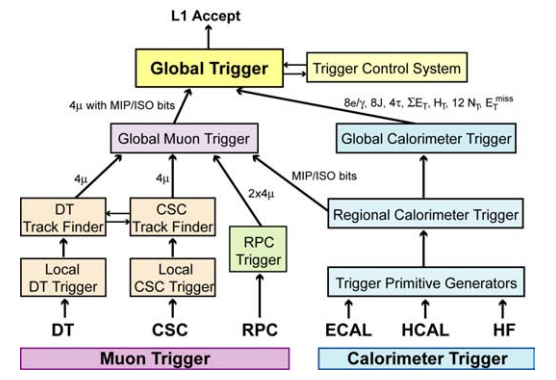 L1 Accept
Global Trigger
Trigger Control System
4μ with MIP/ISO bits
8e/γ, 8J, 4τ, ΣE_T, H_T, 12 N_T, E_T^miss
Global Muon Trigger
Global Calorimeter Trigger
4μ
4μ
2x4μ
MIP/ISO bits
DT
Track Finder
CSC
Track Finder
RPC
Trigger
Regional Calorimeter Trigger
Local
DT Trigger
Local
CSC Trigger
Trigger Primitive Generators
DT
CSC
RPC
ECAL
HCAL
HF
Muon Trigger
Calorimeter Trigger